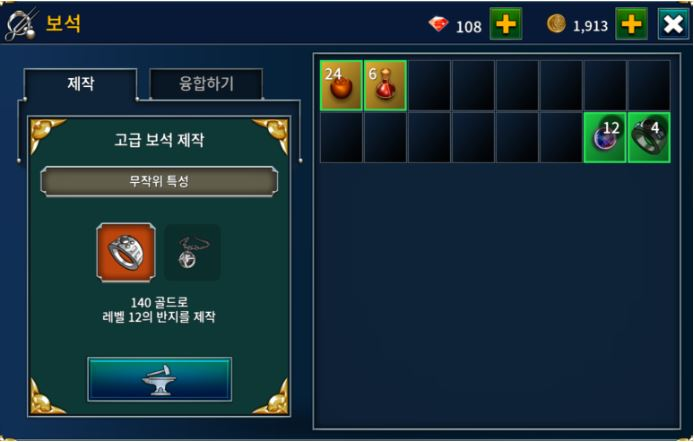 보석
108
1,913
제작
융합하기
고급 보석 제작
무작위 특성
140 골드로
레벨 12의 반지를 제작
24
6
12
4